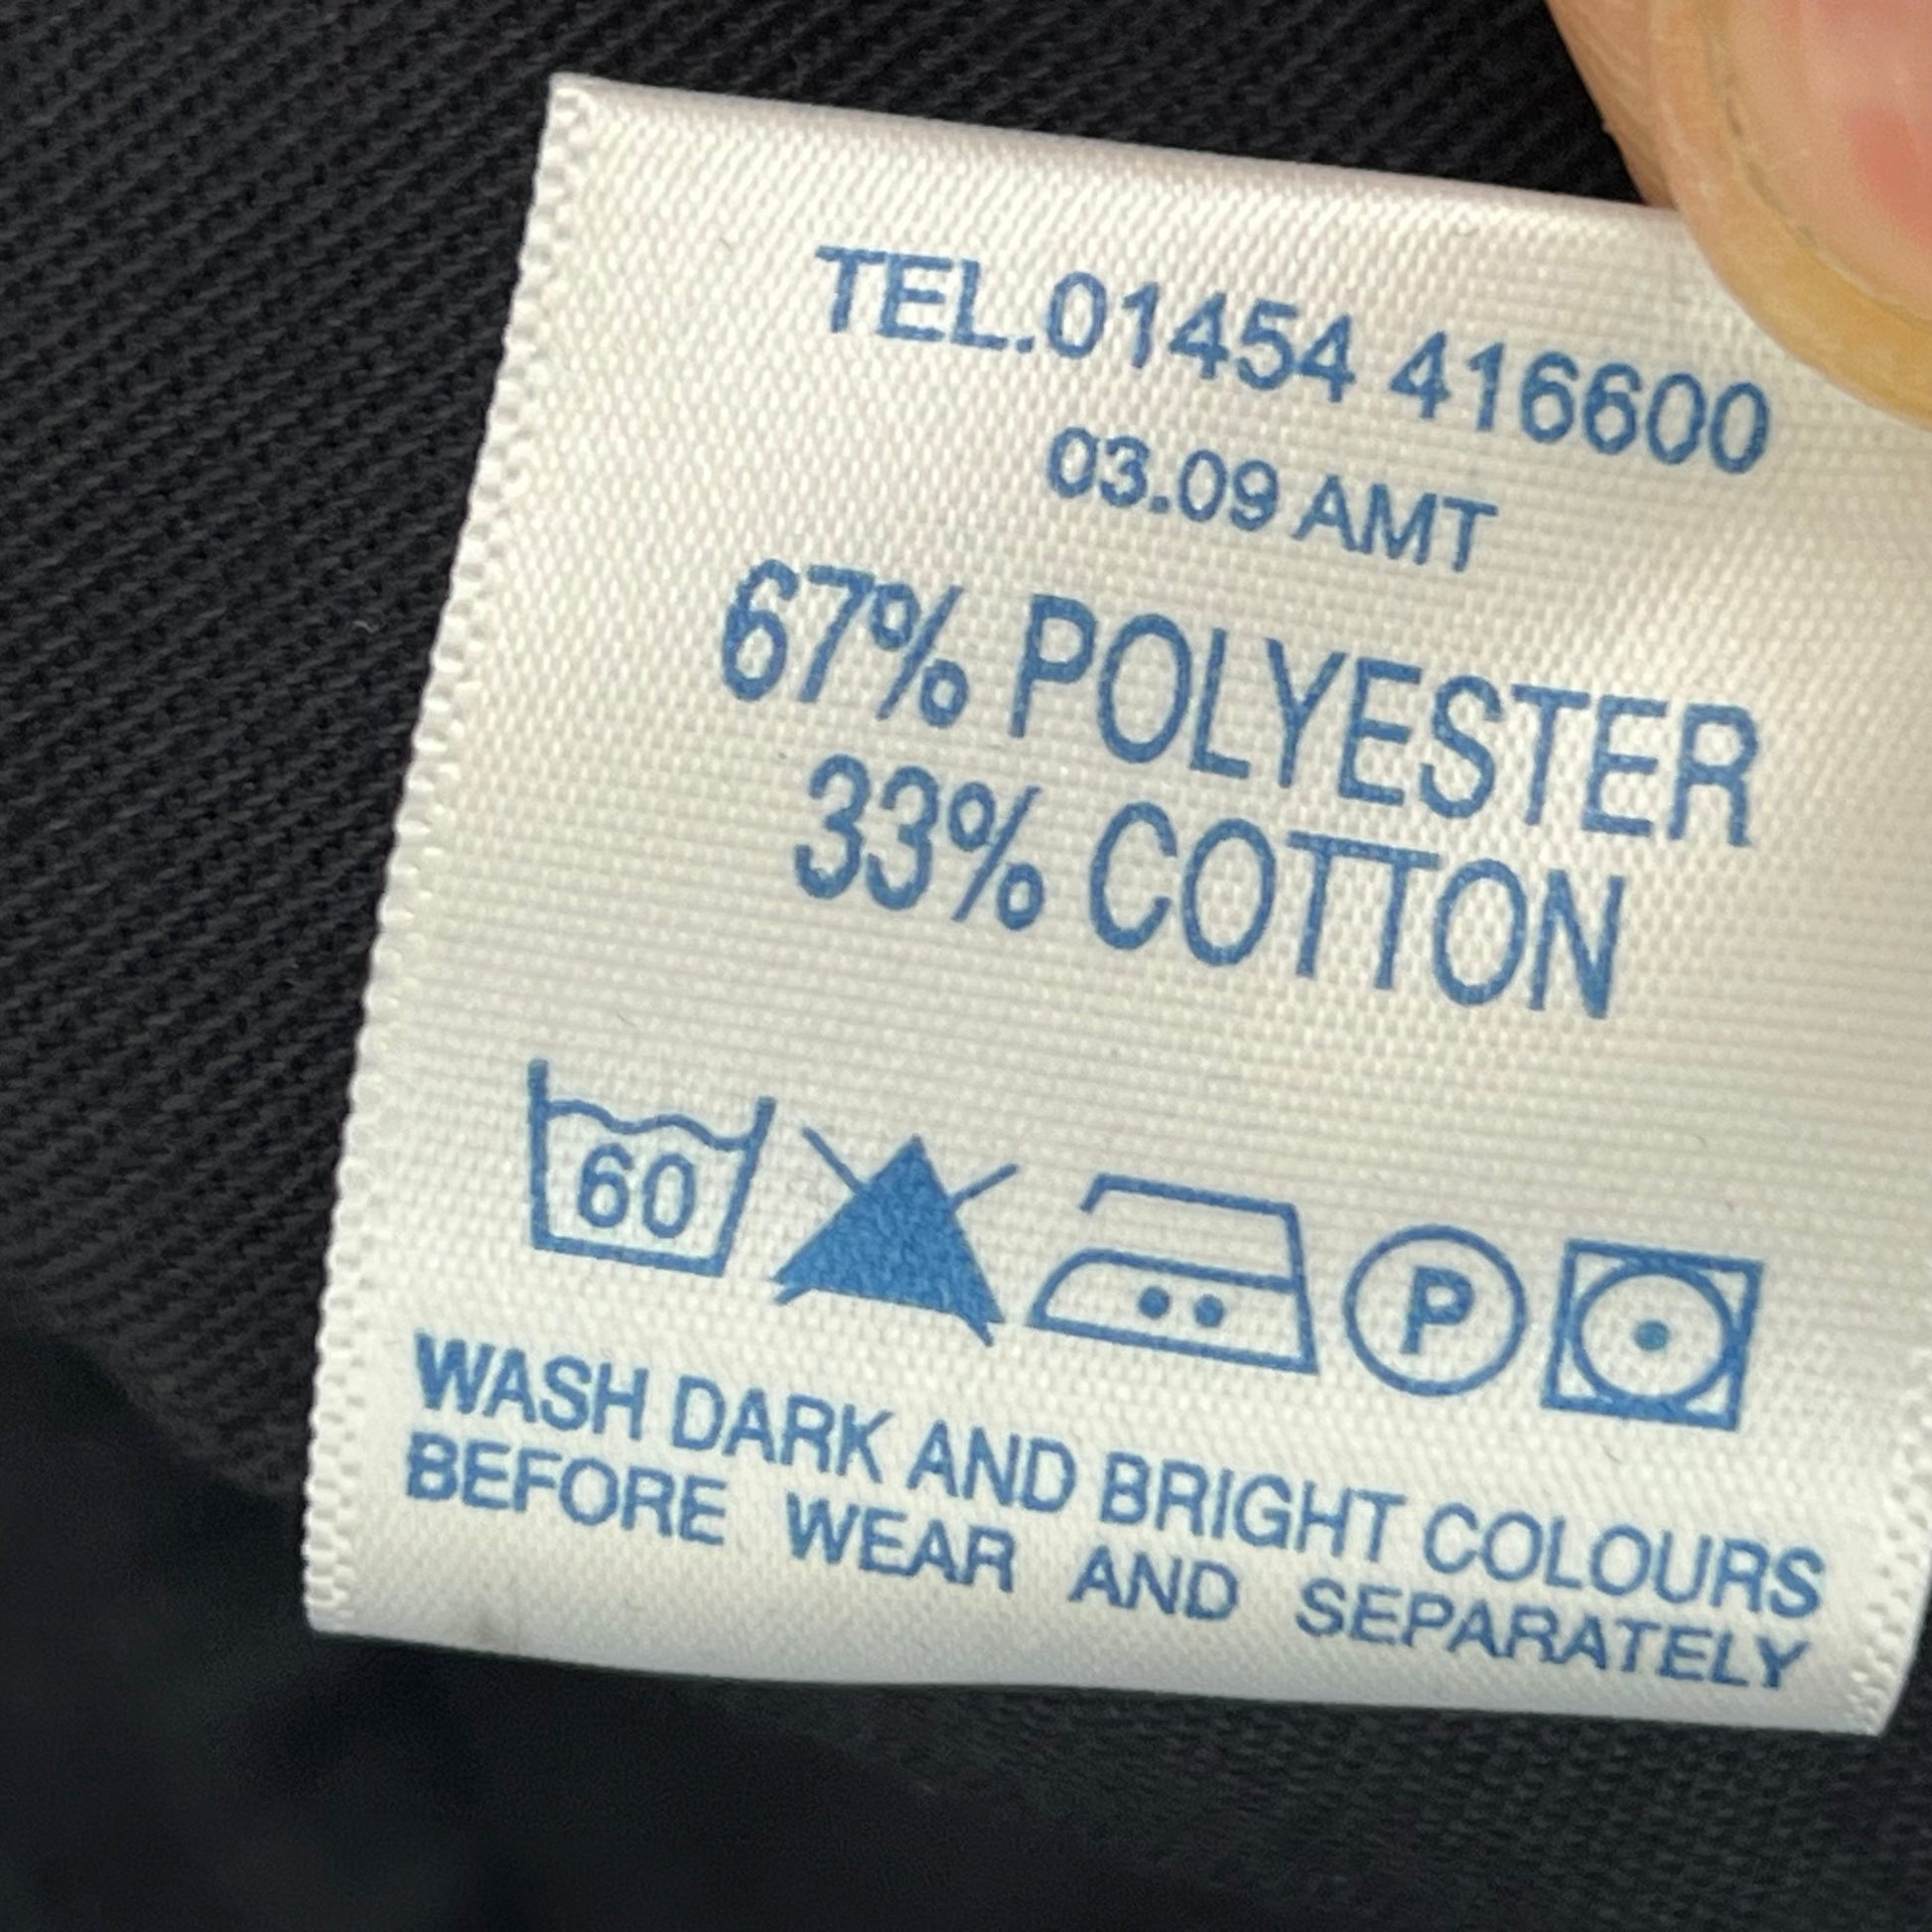 TEL.01454 416600
03.09 AMT
67% POLYESTER
33% COTTON
60 P
WASH DARK AND BRIGHT COLOURS
BEFORE WEAR AND SEPARATELY